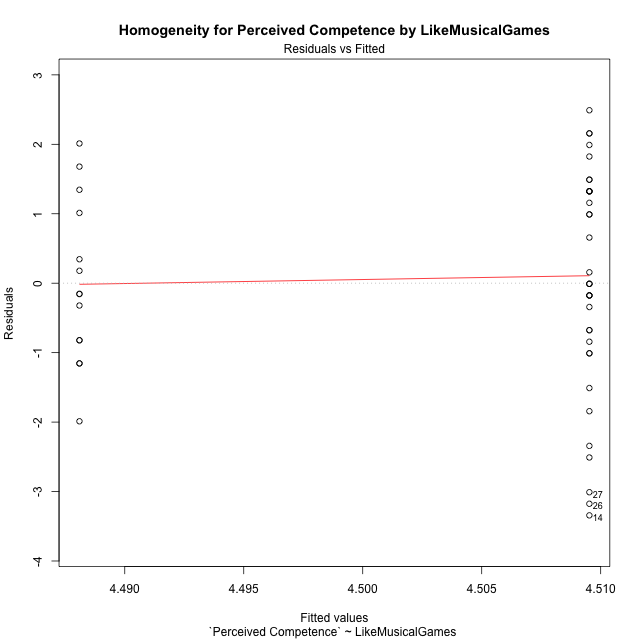 Homogeneity for Perceived Competence by LikeMusicalGames
Residuals vs Fitted
3
2
1
0
-1
-2
-3
-4
Residuals
27
26
14
4.490 4.495 4.500 4.505 4.510
Fitted values
`Perceived Competence` ~ LikeMusicalGames